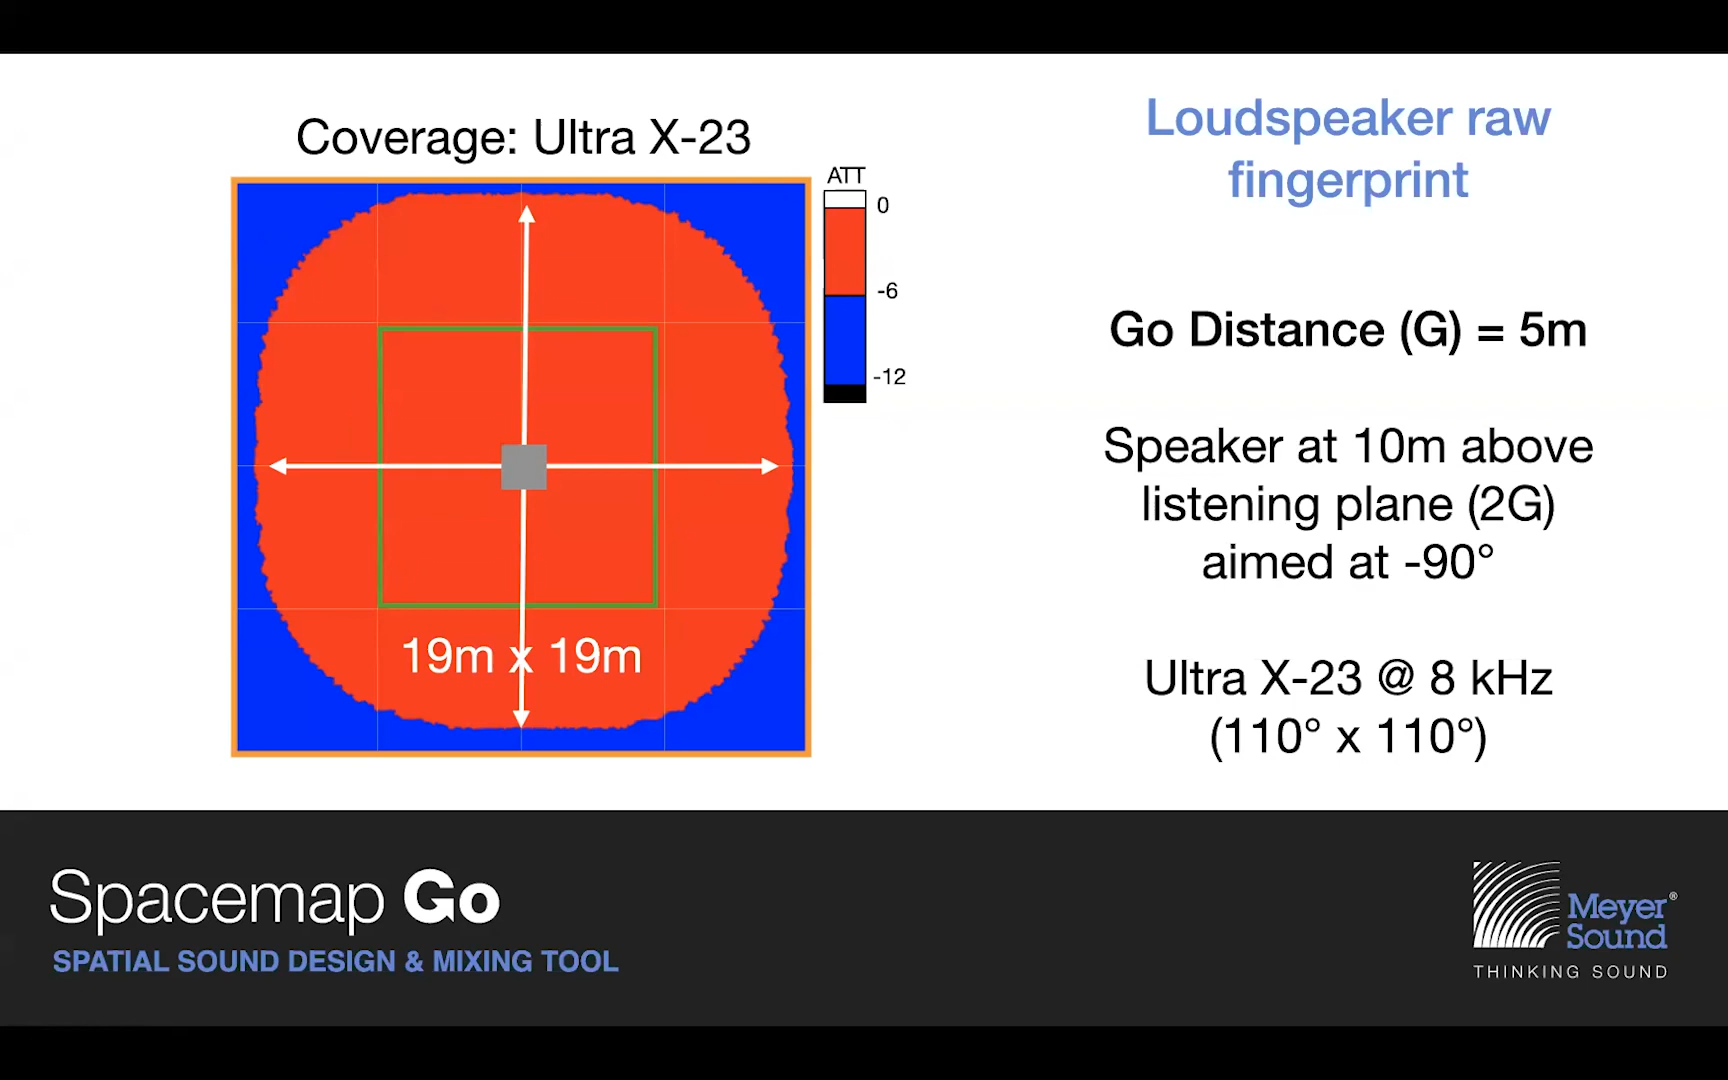 Loudspeaker raw
fingerprint
Coverage: Ultra X-23
ATT
0
-6
-12
19m x 19m
Go Distance (G) = 5m
Speaker at 10m above
listening plane (2G)
aimed at -90°
Ultra X-23 @ 8 kHz
(110° x 110°)
Spacemap Go
SPATIAL SOUND DESIGN & MIXING TOOL
Meyer®
Sound
THINKING SOUND